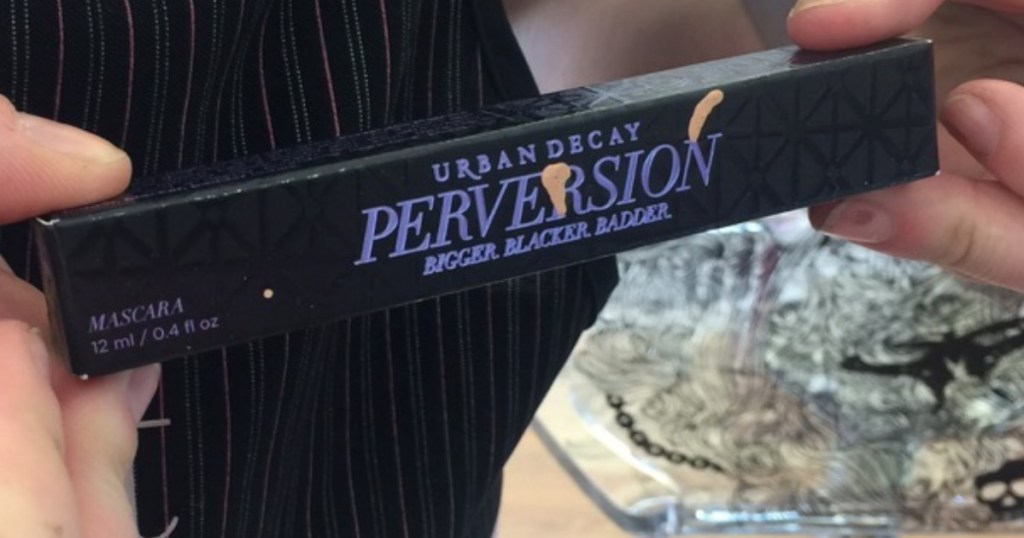 URBAN DECAY
PERVERSION
BIGGER. BLACKER. BADDER.
MASCARA
12 ml / 0.4 fl oz